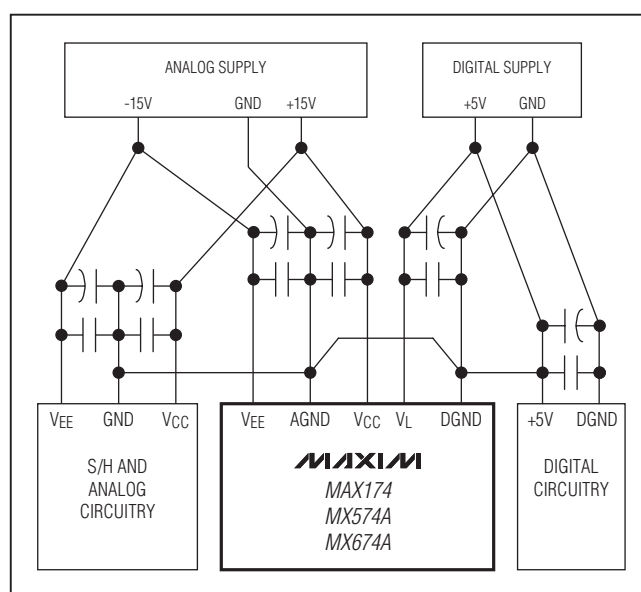 ANALOG SUPPLY
-15V GND +15V
DIGITAL SUPPLY
+5V GND
VEE GND VCC
S/H AND
ANALOG
CIRCUITRY
VEE AGND VCC VL DGND
MAXIM
MAX174
MX574A
MX674A
+5V DGND
DIGITAL
CIRCUITRY